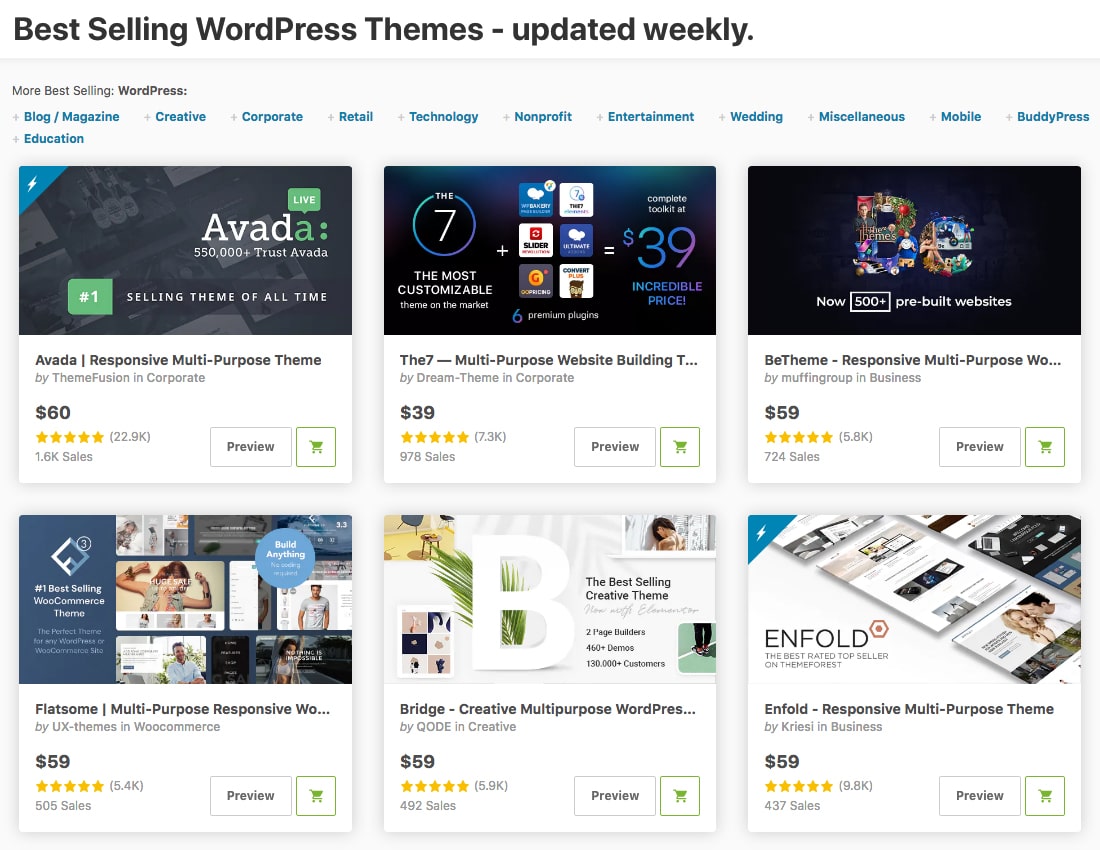 Best Selling WordPress Themes - updated weekly.
More Best Selling: WordPress:
+ Blog / Magazine + Creative + Corporate + Retail + Technology + Nonprofit + Entertainment + Wedding + Miscellaneous + Mobile + BuddyPress
+ Education
LIVE
Avada:
550,000+ Trust Avada
#1 SELLING THEME OF ALL TIME
Avada | Responsive Multi-Purpose Theme
by ThemeFusion in Corporate
$60
(22.9K)
1.6K Sales
Preview
THE
7
THE MOST
CUSTOMIZABLE
theme on the market
+
WPBAKERY
PAGE BUILDER
THE7
elements
SLIDER
REVOLUTION
ULTIMATE
GOPRICING
CONVERT
PLUS
6 premium plugins
=
complete
toolkit at
$39
INCREDIBLE
PRICE!
The7 — Multi-Purpose Website Building T...
by Dream-Theme in Corporate
$39
(7.3K)
978 Sales
Preview
Be
Now 500+ pre-built websites
BeTheme - Responsive Multi-Purpose Wo...
by muffingroup in Business
$59
(5.8K)
724 Sales
Preview
3
#1 Best Selling
WooCommerce
Theme
The Perfect Theme
for any WordPress or
WooCommerce Site
HUGE SALE
Build
Anything
No coding
required
3.3
NOTHING IS
IMPOSSIBLE
Flatsome | Multi-Purpose Responsive Wo...
by UX-themes in Woocommerce
$59
(5.4K)
505 Sales
Preview
B
The Best Selling
Creative Theme
Now with Elementor
2 Page Builders
460+ Demos
130.000+ Customers
Bridge - Creative Multipurpose WordPres...
by QODE in Creative
$59
(5.9K)
492 Sales
Preview
ENFOLD
THE BEST RATED TOP SELLER
ON THEMEFOREST
Enfold - Responsive Multi-Purpose Theme
by Kriesi in Business
$59
(9.8K)
437 Sales
Preview